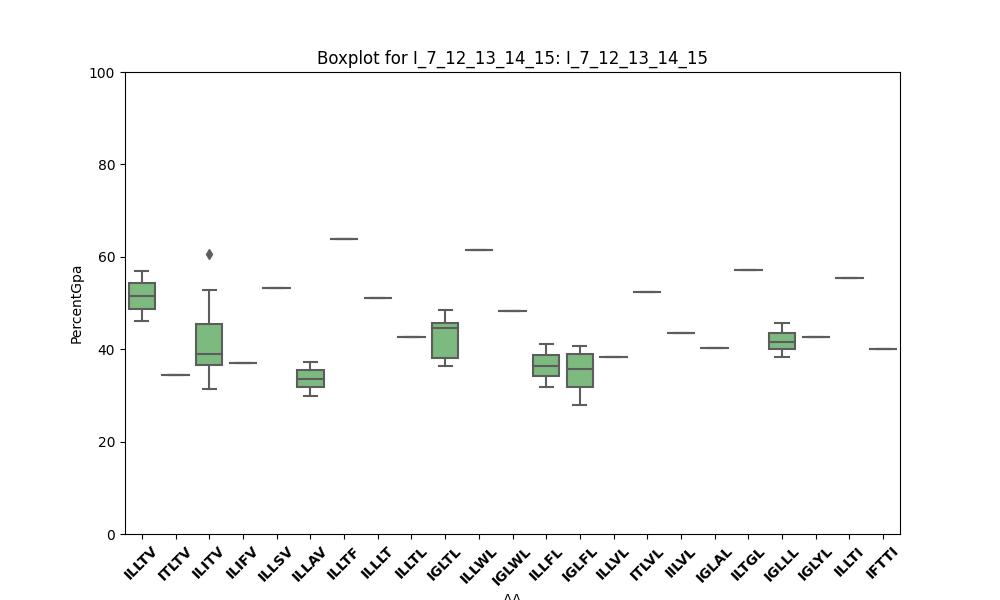 Boxplot for I_7_12_13_14_15: I_7_12_13_14_15
PercentGpa
100
80
60
40
20
0
ILLTV ITLTV ILITV ILIFV ILLSV ILLAV ILLTF ILLLT ILLTL IGLTL ILLWL IGLWL ILLFL IGLFL ILLVL ITLVL IILVL IGLAL ILTGL IGLLL IGLYL ILLTI IFTTI
AA